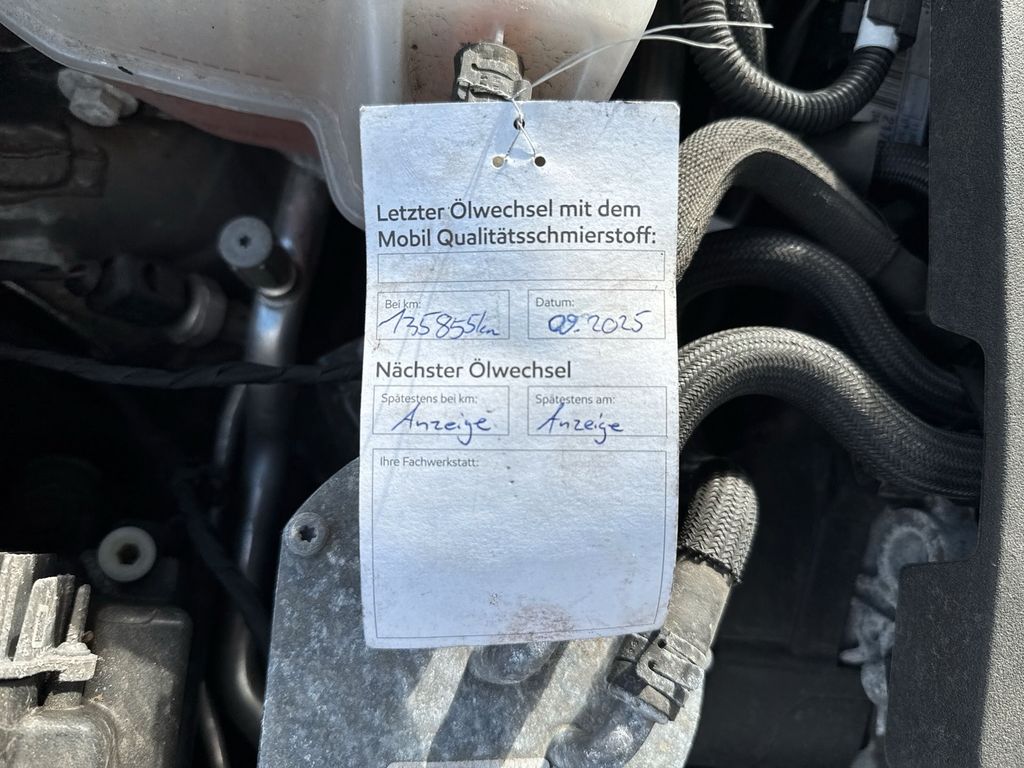 Letzter Ölwechsel mit dem
Mobil Qualitätsschmierstoff:
Bei km: Datum:
135855km 09.2025
Nächster Ölwechsel
Spätestens bei km: Spätestens am:
Anzeige Anzeige
Ihre Fachwerkstatt: